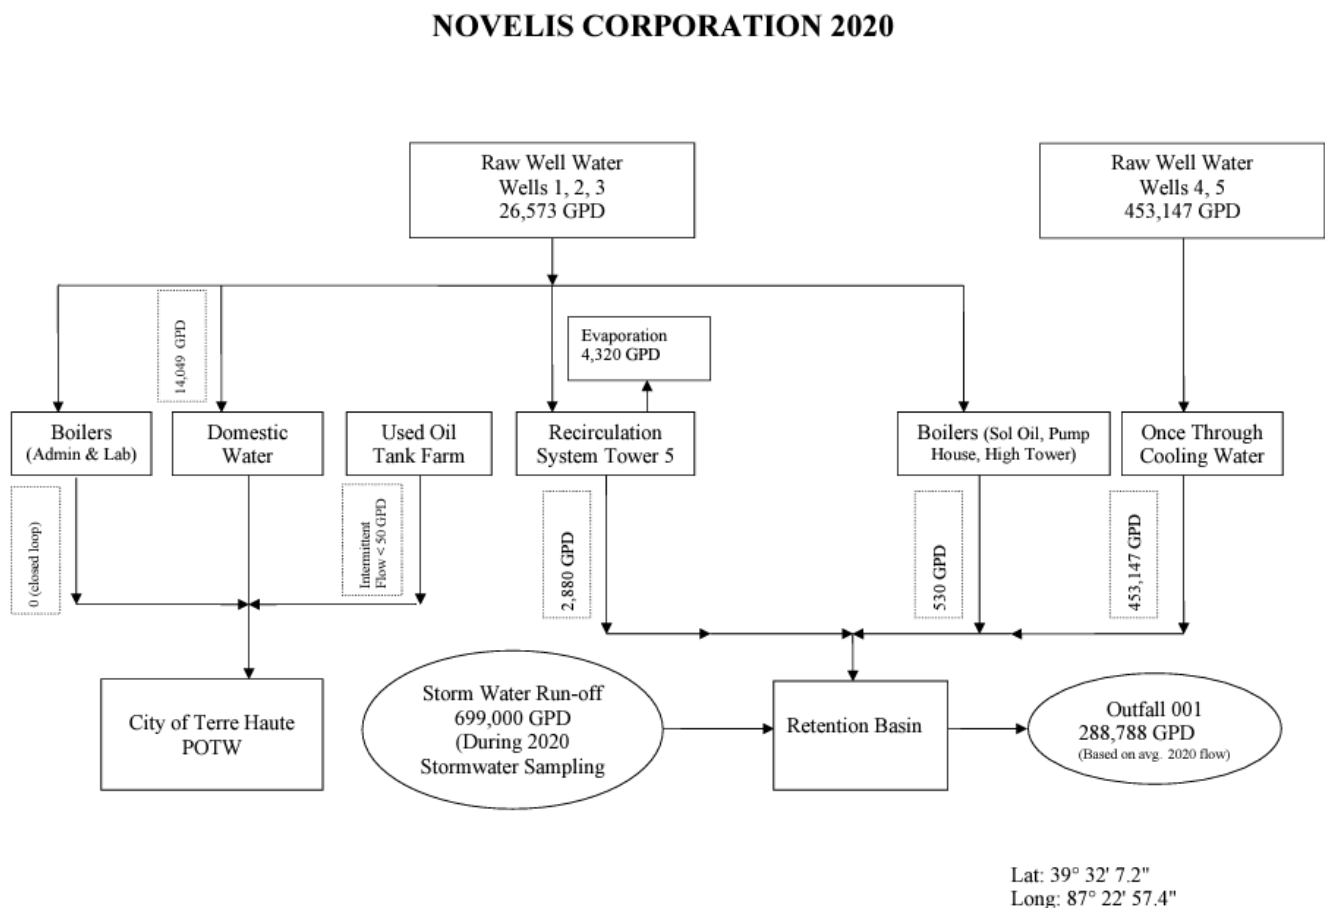 NOVELIS CORPORATION 2020
Raw Well Water
Wells 1, 2, 3
26,573 GPD
Raw Well Water
Wells 4, 5
453,147 GPD
14,049 GPD
Evaporation
4,320 GPD
Boilers
(Admin & Lab)
Domestic
Water
Used Oil
Tank Farm
Recirculation
System Tower 5
Boilers (Sol Oil, Pump
House, High Tower)
Once Through
Cooling Water
0 (closed loop)
Intermittent
Flow < 50 GPD
2,880 GPD
530 GPD
453,147 GPD
City of Terre Haute
POTW
Storm Water Run-off
699,000 GPD
(During 2020
Stormwater Sampling
Retention Basin
Outfall 001
288,788 GPD
(Based on avg. 2020 flow)
Lat: 39° 32' 7.2"
Long: 87° 22' 57.4"